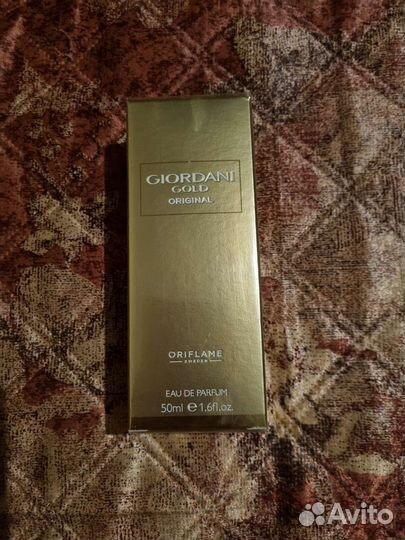 GIORDANI
GOLD
ORIGINAL
ORIFLAME
SWEDEN
EAU DE PARFUM
50ml ℮ 1.6fl.oz.
Avito